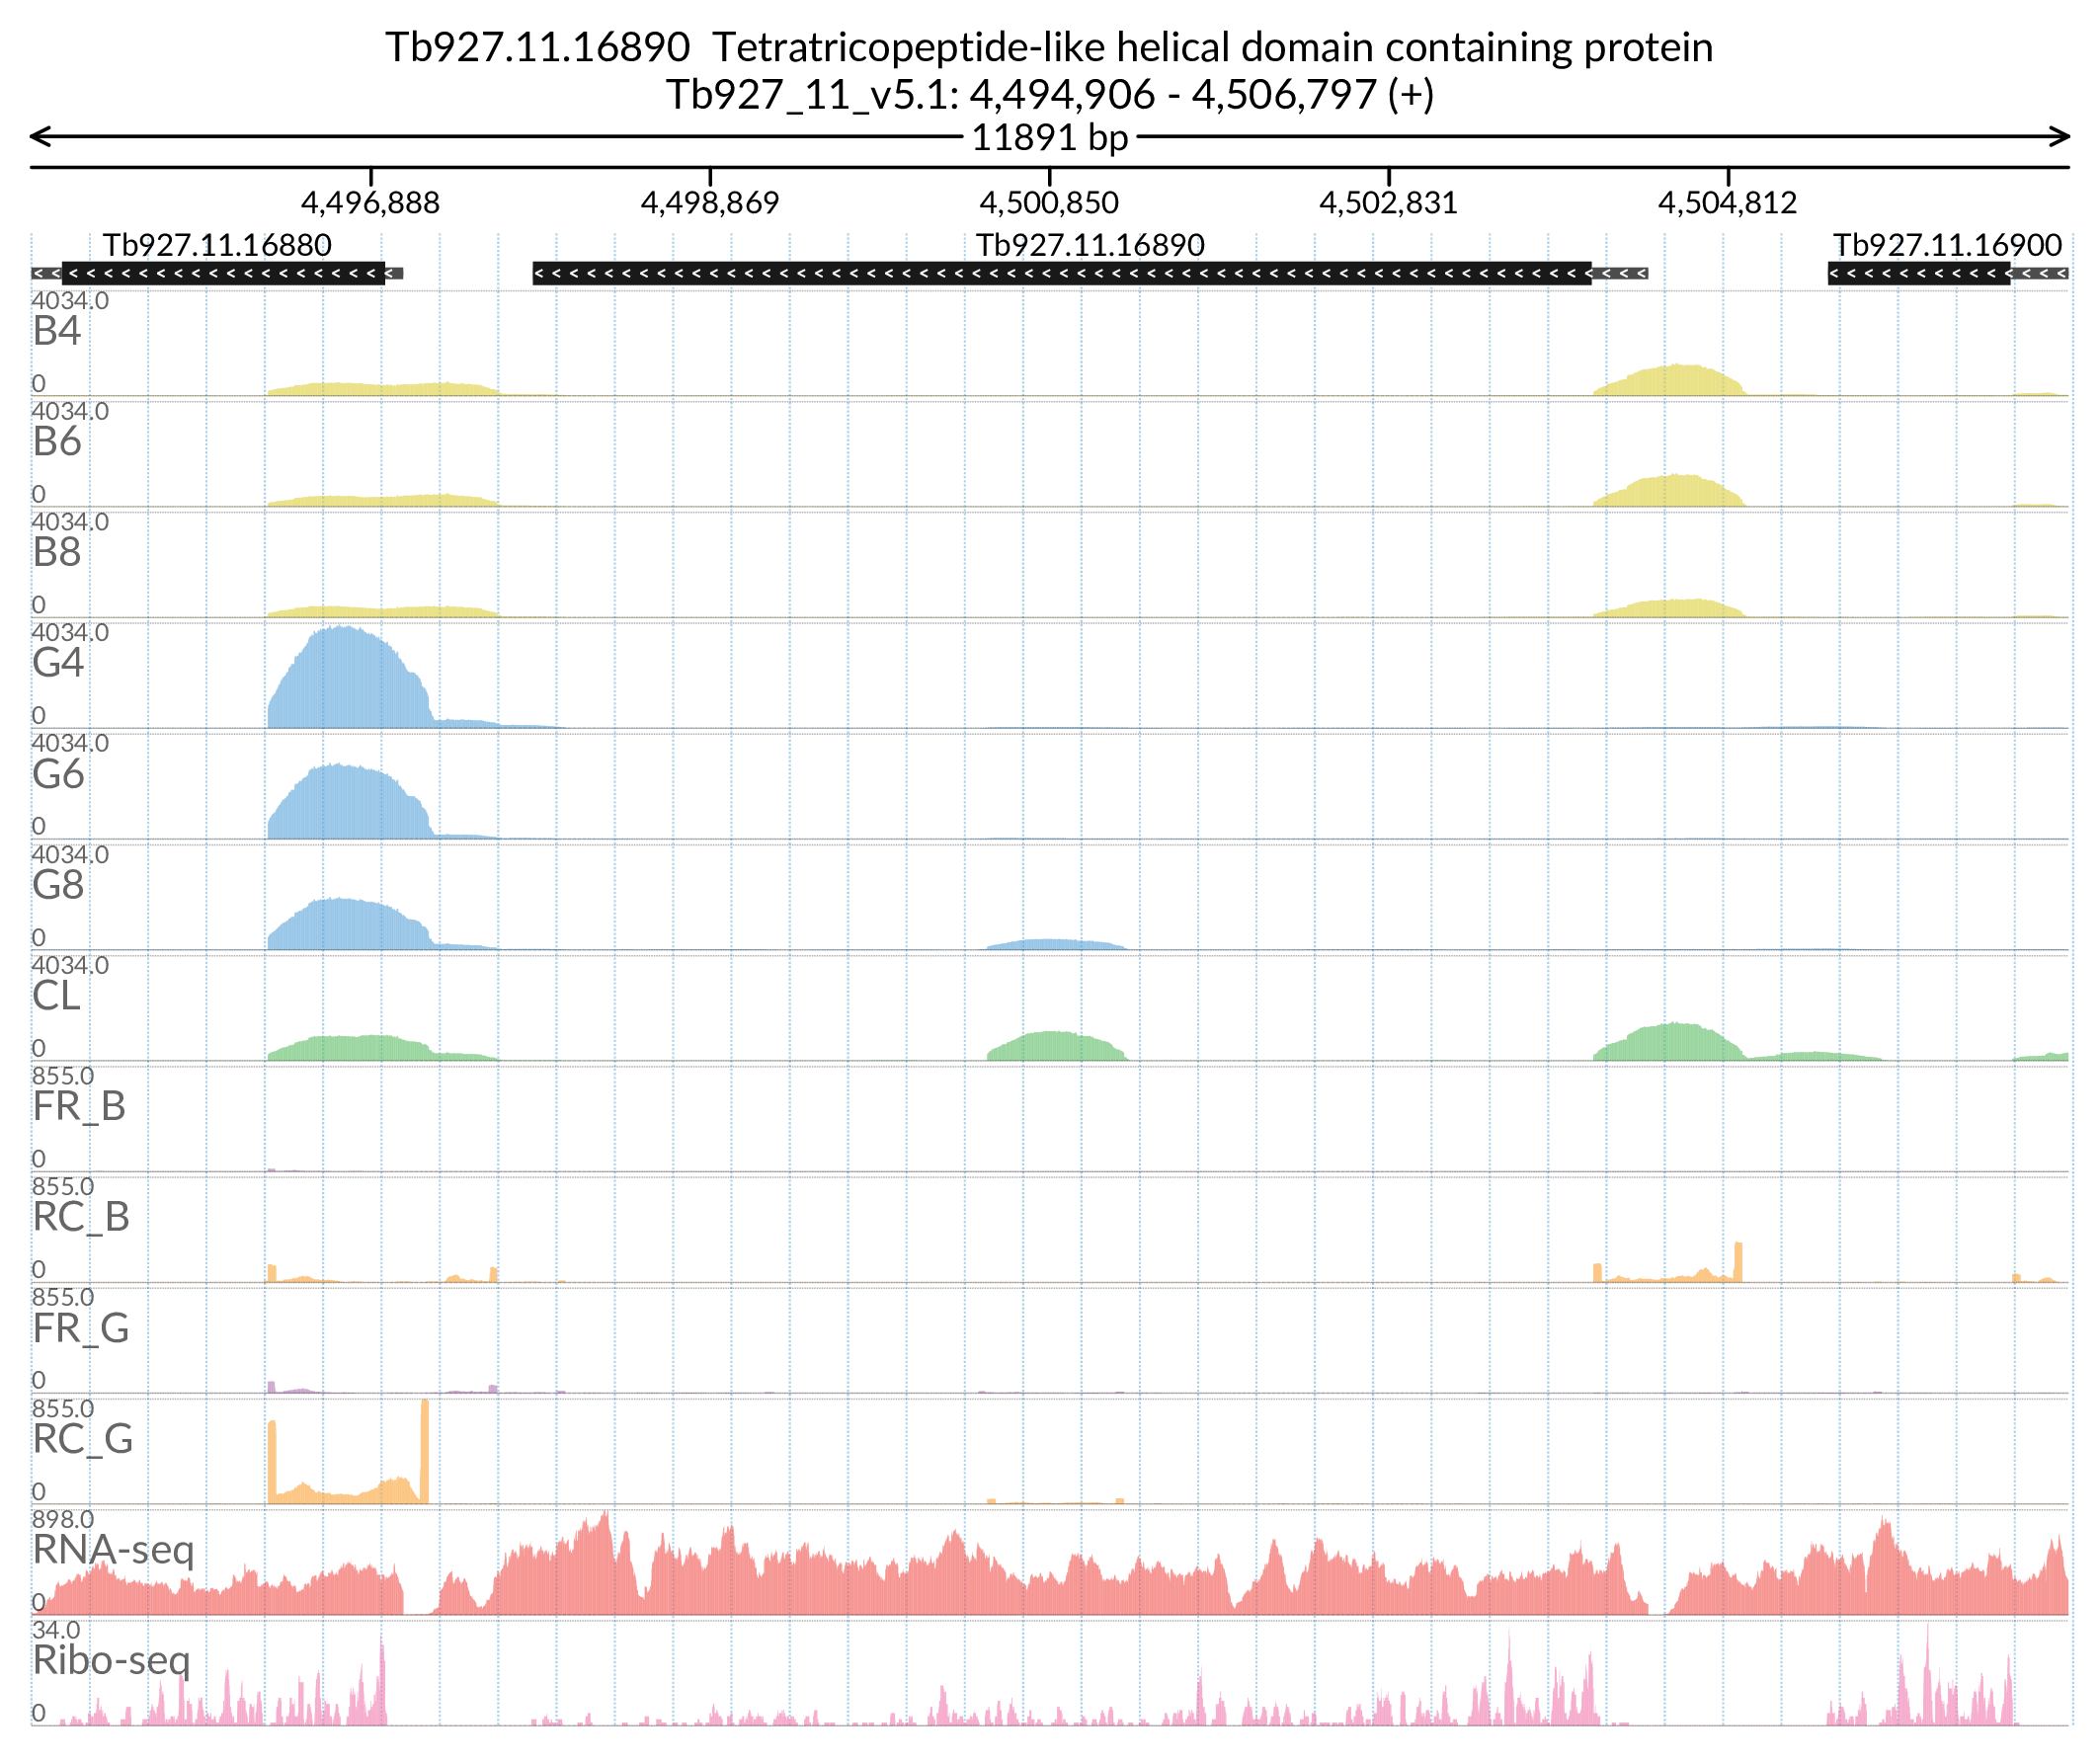 Tb927.11.16890  Tetratricopeptide-like helical domain containing protein
Tb927_11_v5.1: 4,494,906 - 4,506,797 (+)
11891 bp
4,496,888 4,498,869 4,500,850 4,502,831 4,504,812
Tb927.11.16880 Tb927.11.16890 Tb927.11.16900
4034.0
B4
0
4034.0
B6
0
4034.0
B8
0
4034.0
G4
0
4034.0
G6
0
4034.0
G8
0
4034.0
CL
0
855.0
FR_B
0
855.0
RC_B
0
855.0
FR_G
0
855.0
RC_G
0
898.0
RNA-seq
0
34.0
Ribo-seq
0